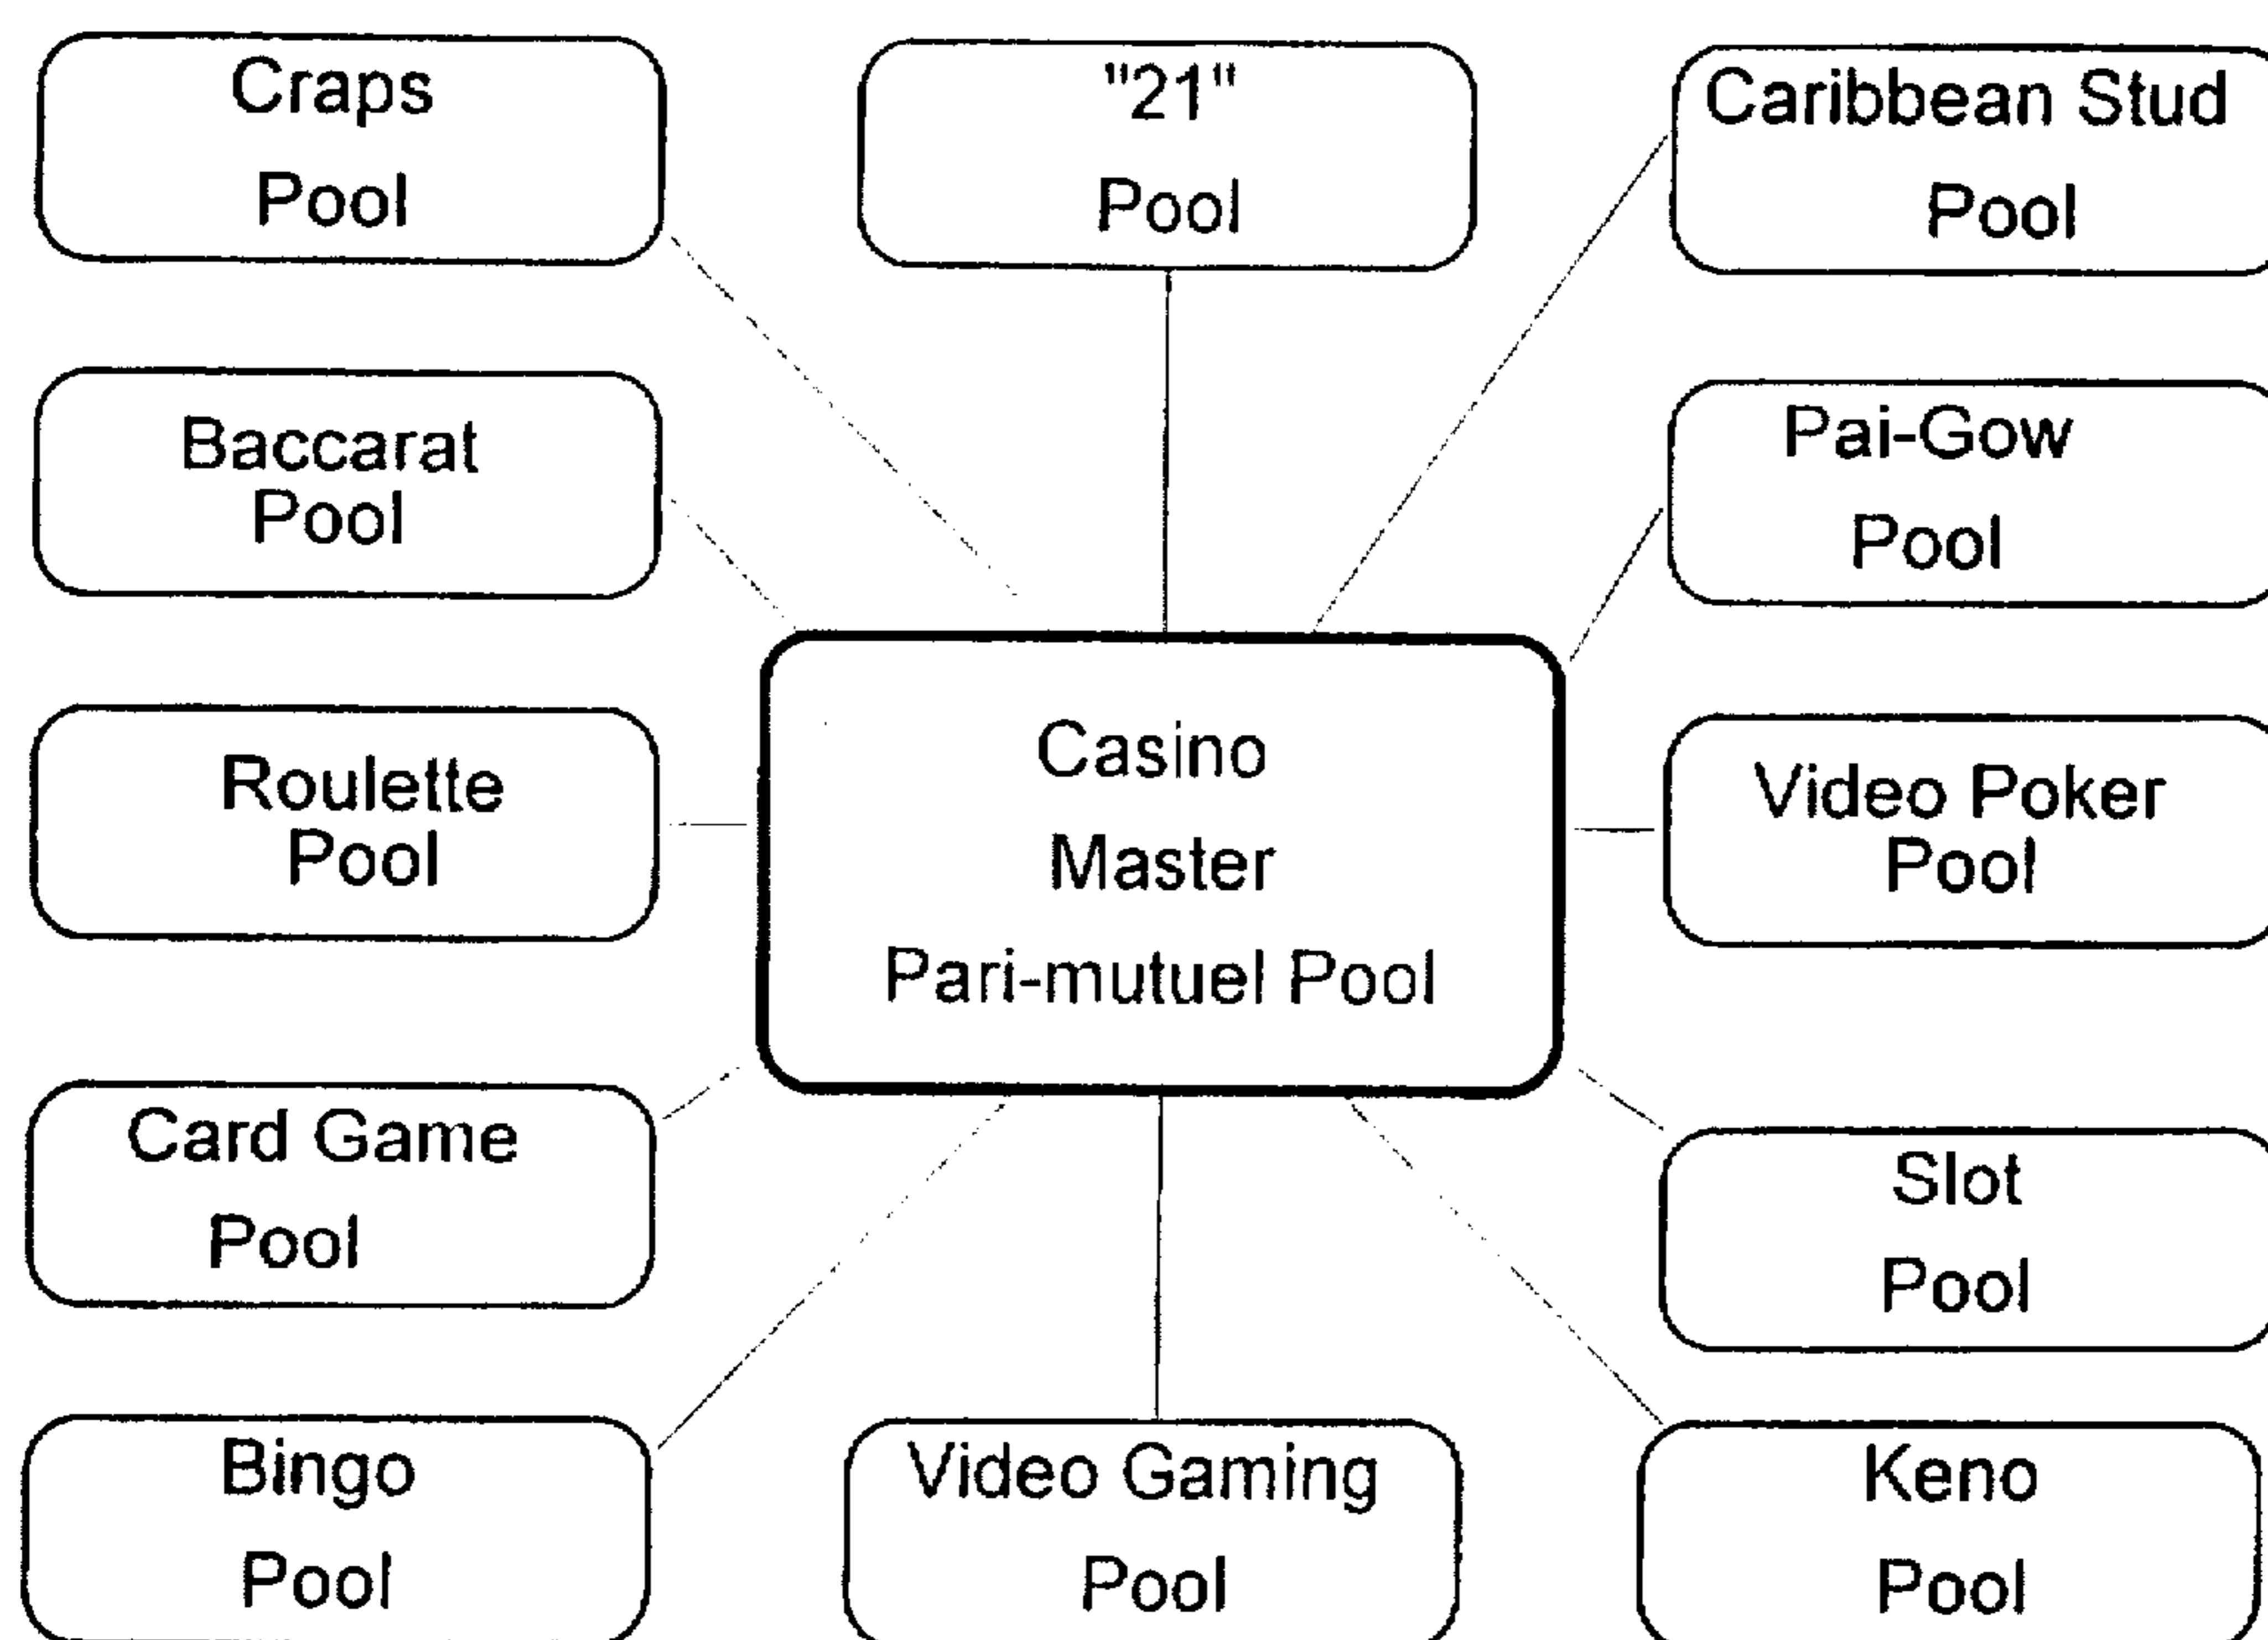 Craps
Pool
"21"
Pool
Caribbean Stud
Pool
Baccarat
Pool
Pai-Gow
Pool
Roulette
Pool
Casino
Master
Pari-mutuel Pool
Video Poker
Pool
Card Game
Pool
Slot
Pool
Bingo
Pool
Video Gaming
Pool
Keno
Pool